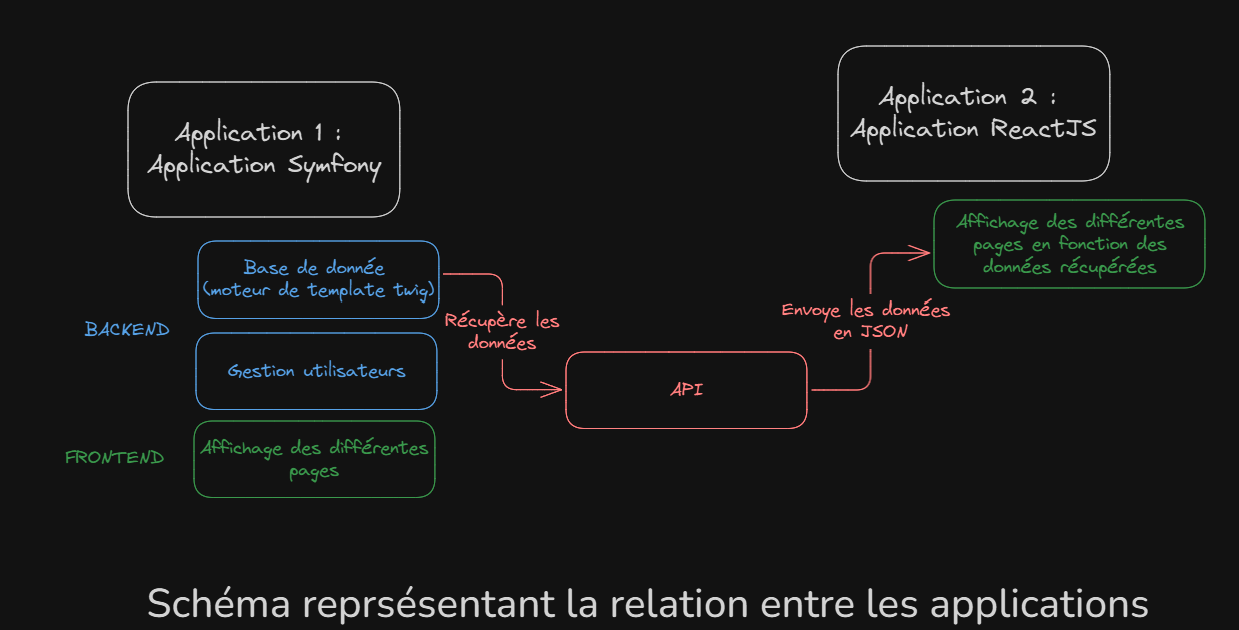 Application 1 :
Application Symfony
Application 2 :
Application ReactJS
Affichage des différentes
pages en fonction des
données récupérées
Base de donnée
(moteur de template twig)
BACKEND
Récupère les
données
Envoye les données
en JSON
Gestion utilisateurs
API
FRONTEND
Affichage des différentes
pages
Schéma reprsésentant la relation entre les applications